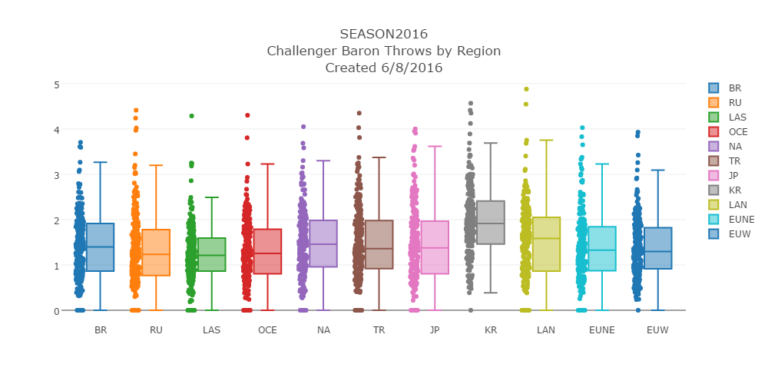 SEASON2016
Challenger Baron Throws by Region
Created 6/8/2016
5
4
3
2
1
0
BR RU LAS OCE NA TR JP KR LAN EUNE EUW
BR
RU
LAS
OCE
NA
TR
JP
KR
LAN
EUNE
EUW